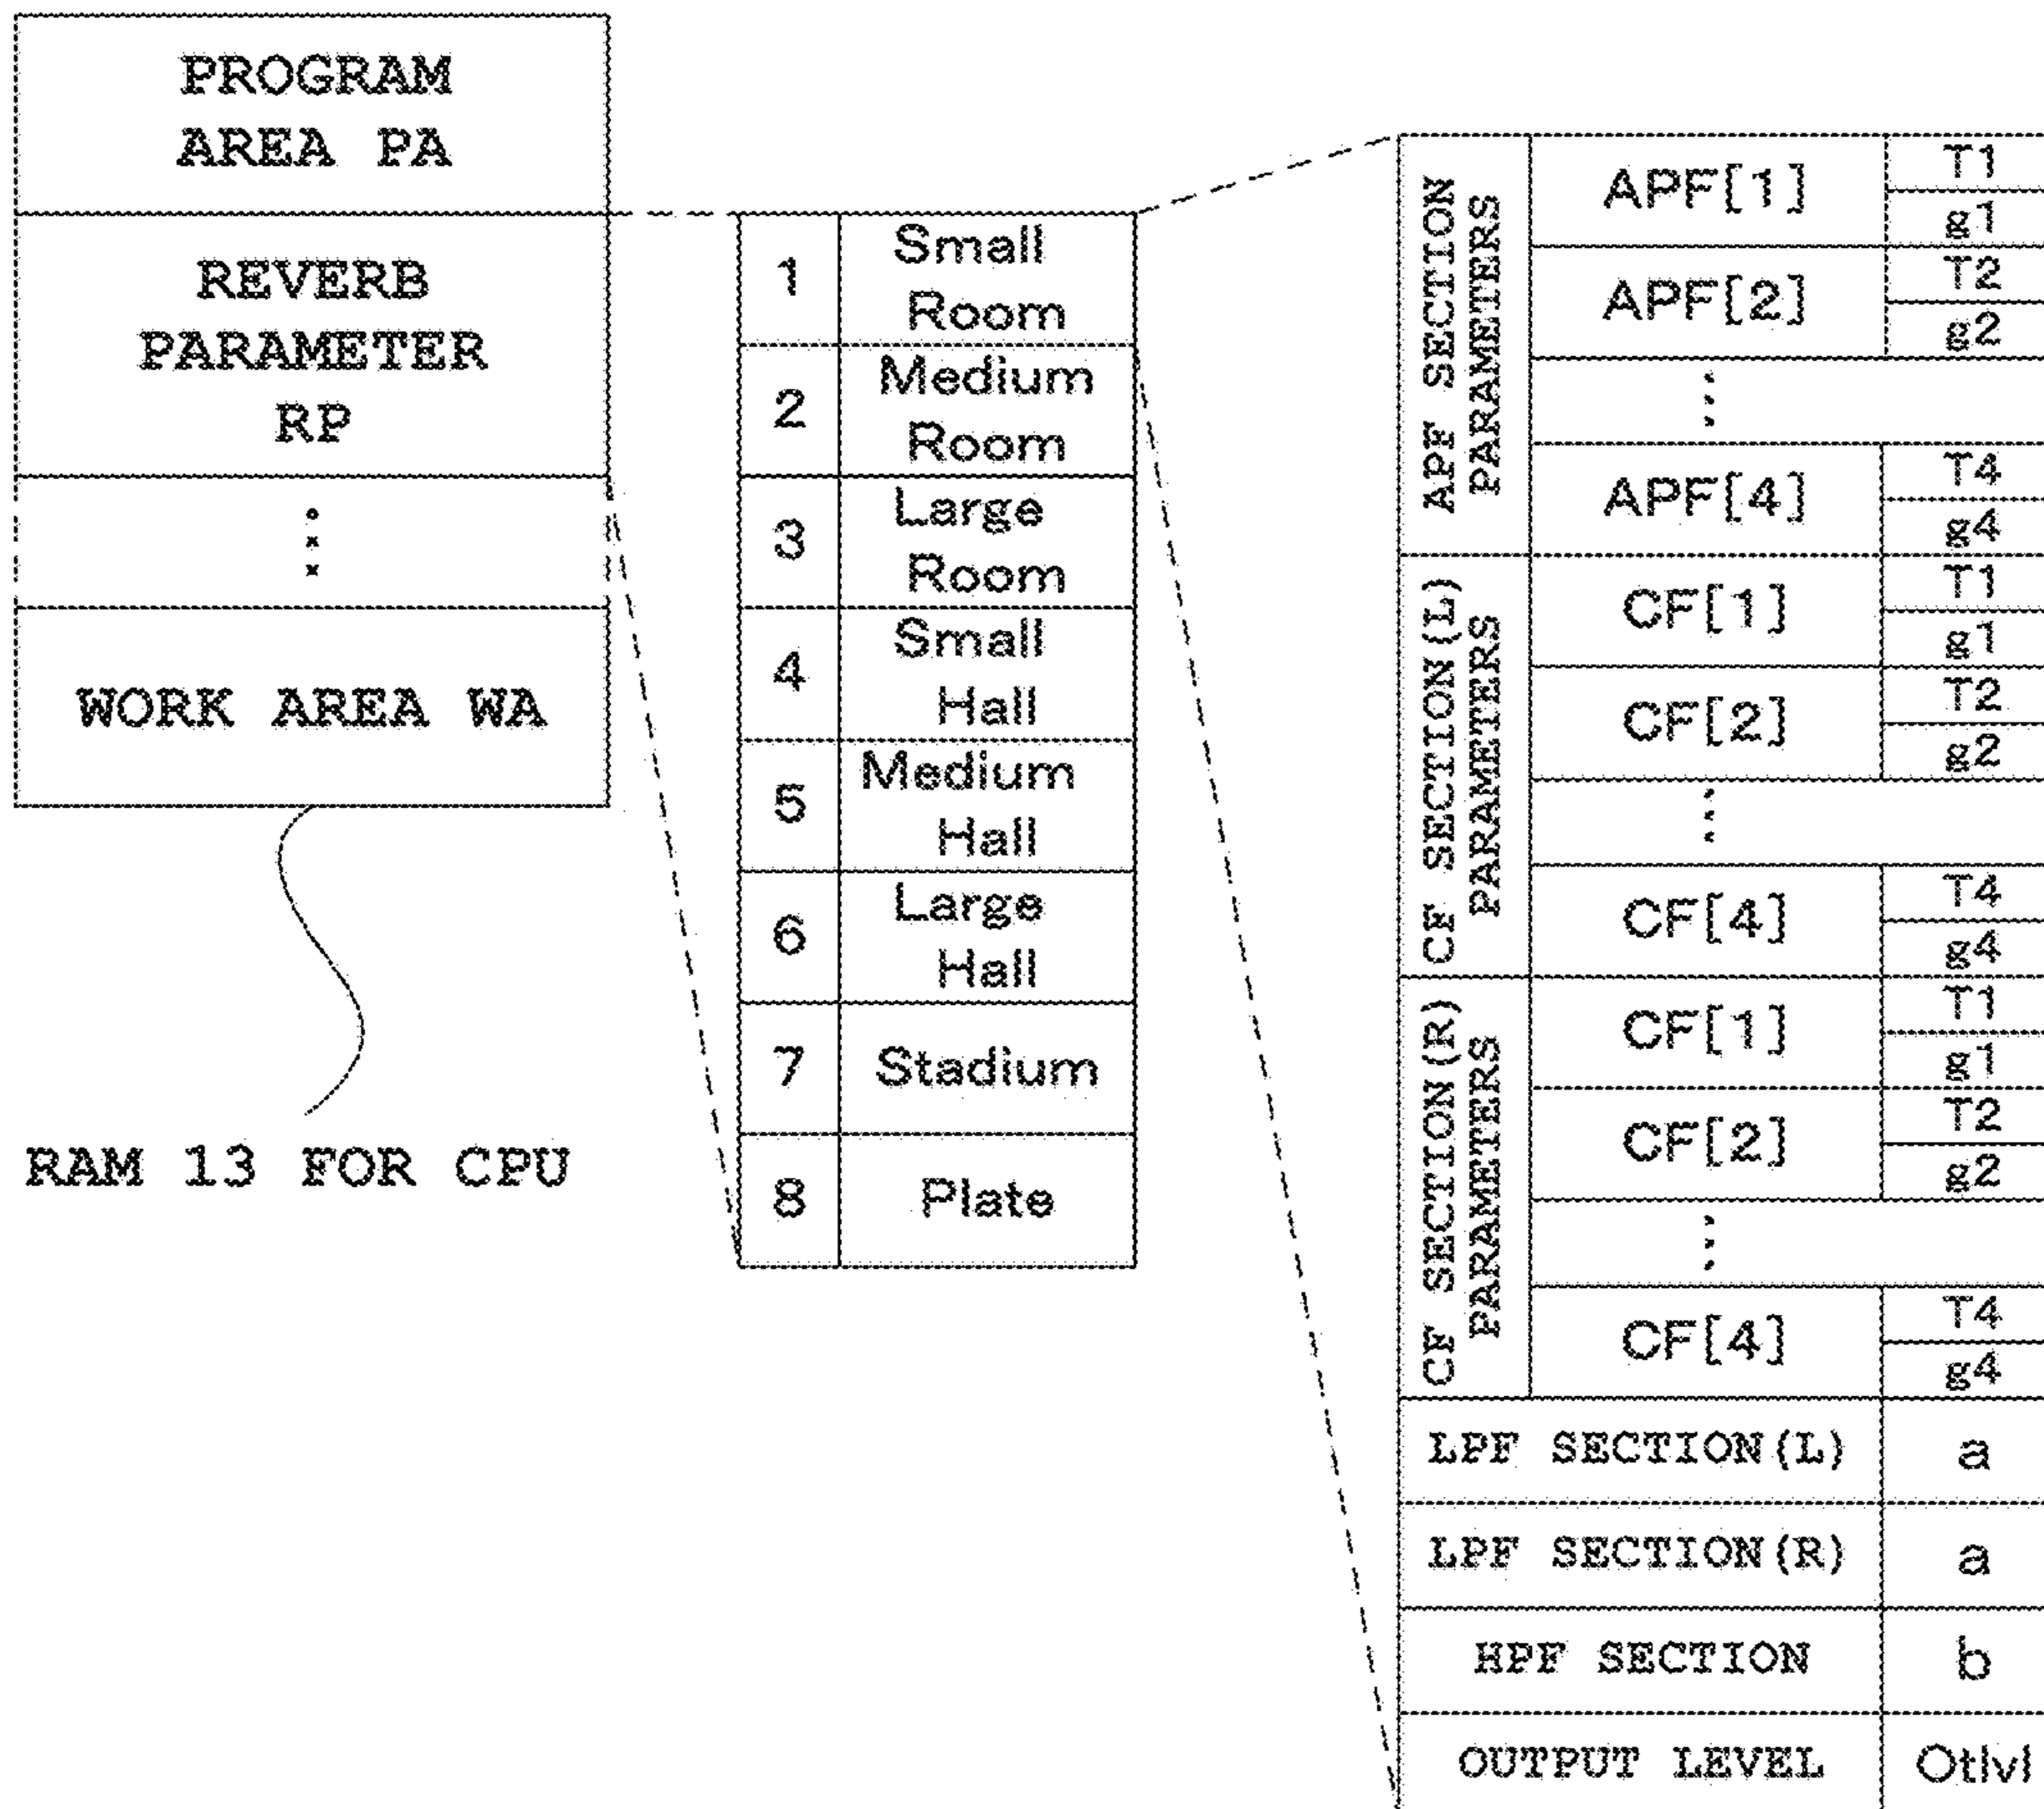 PROGRAM
AREA PA
REVERB
PARAMETER
RP
WORK AREA WA
RAM 13 FOR CPU
1 Small
Room
2 Medium
Room
3 Large
Room
4 Small
Hall
5 Medium
Hall
6 Large
Hall
7 Stadium
8 Plate
APF SECTION
PARAMETERS
APF[1] T1
g1
APF[2] T2
g2
APF[4] T4
g4
CF SECTION(L)
PARAMETERS
CF[1] T1
g1
CF[2] T2
g2
CF[4] T4
g4
CF SECTION(R)
PARAMETERS
CF[1] T1
g1
CF[2] T2
g2
CF[4] T4
g4
LPF SECTION(L) a
LPF SECTION(R) a
HPF SECTION b
OUTPUT LEVEL Otlvl